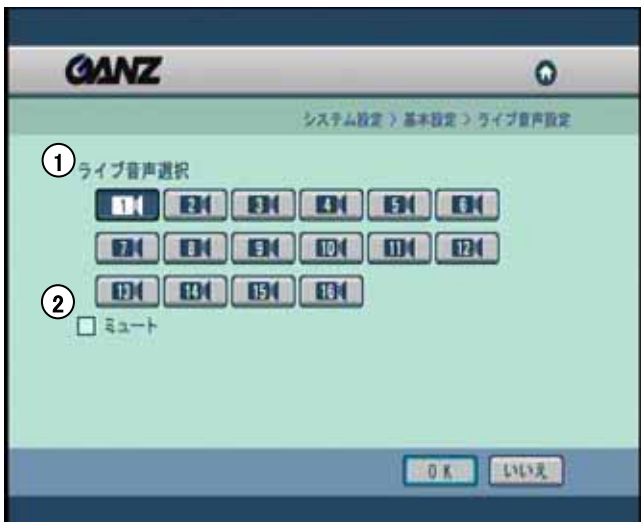 GANZ
システム設定 > 基本設定 > ライブ音声設定
① ライブ音声選択
1 2 3 4 5 6
7 8 9 10 11 12
13 14 15 16
② □ ミュート
OK いいえ